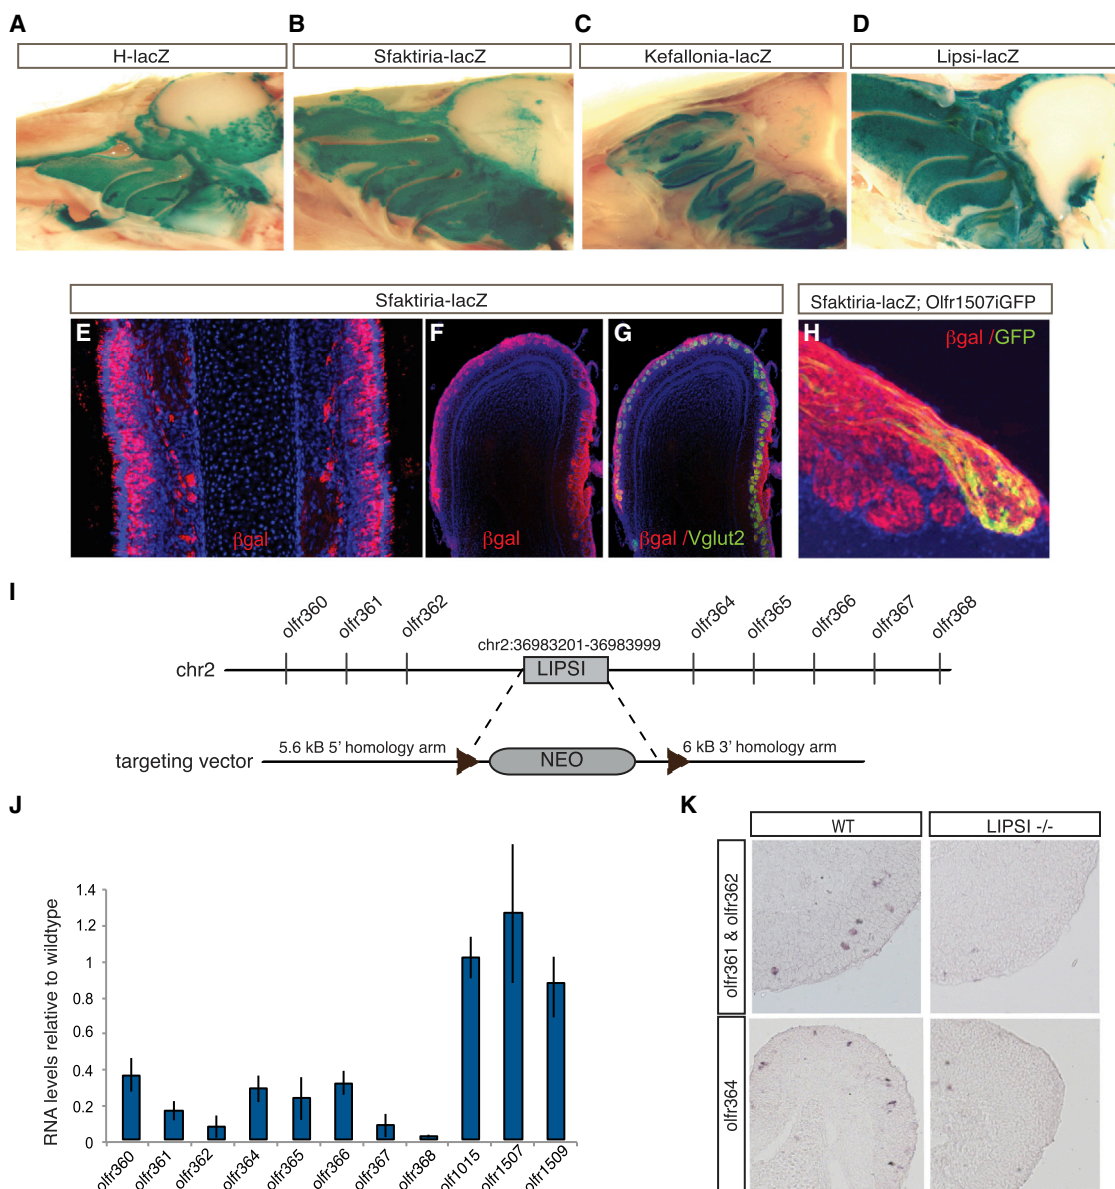 A
B
C
D
H-lacZ
Sfaktiria-lacZ
Kefallonia-lacZ
Lipsi-lacZ
Sfaktiria-lacZ
Sfaktiria-lacZ; Olfr1507iGFP
E
βgal
F
βgal
G
βgal /Vglut2
H
βgal /GFP
I
olfr360
olfr361
olfr362
olfr364
olfr365
olfr366
olfr367
olfr368
chr2:36983201-36983999
chr2
LIPSI
5.6 kB 5' homology arm
6 kB 3' homology arm
targeting vector
NEO
J
RNA levels relative to wildtype
1.4
1.2
1
0.8
0.6
0.4
0.2
0
olfr360
olfr361
olfr362
olfr364
olfr365
olfr366
olfr367
olfr368
olf1015
olfr1507
olfr1509
K
WT
LIPSI -/-
olfr361 & olfr362
olfr364